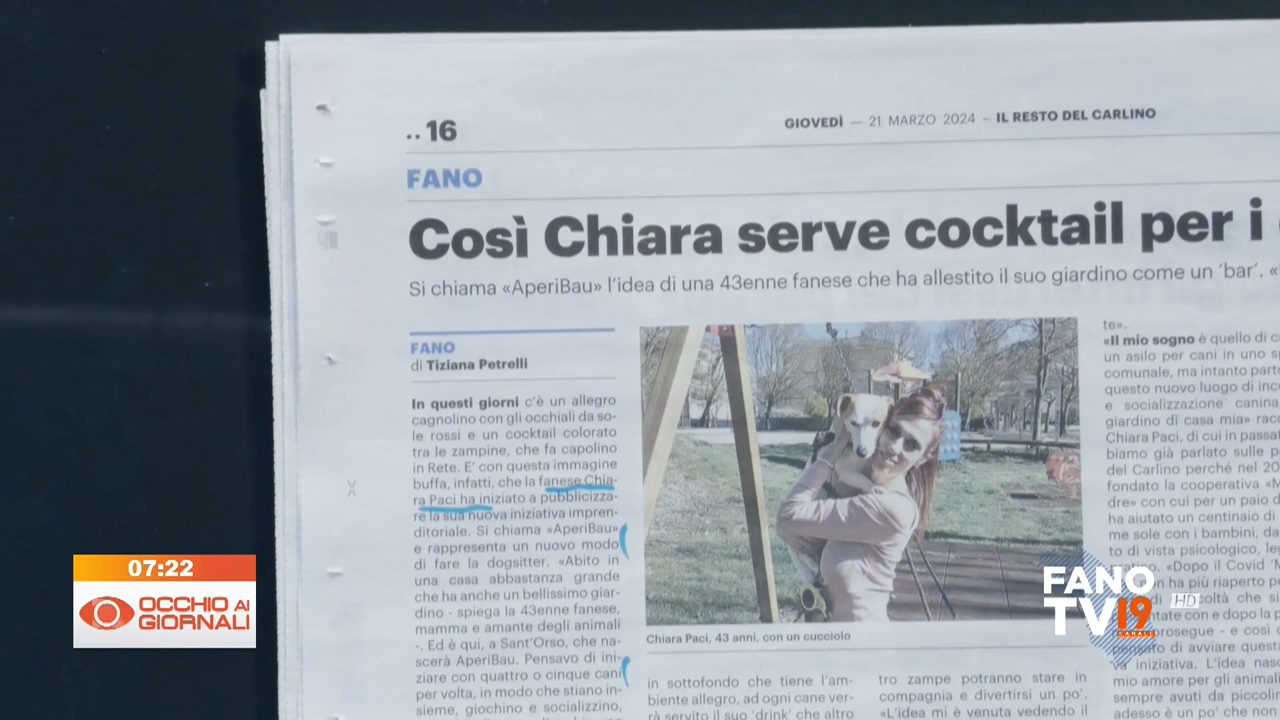 ..16
GIOVEDÌ — 21 MARZO 2024 – IL RESTO DEL CARLINO
FANO
Così Chiara serve cocktail per i
Si chiama «AperiBau» l'idea di una 43enne fanese che ha allestito il suo giardino come un 'bar'. «
FANO
di Tiziana Petrelli
In questi giorni c'è un allegro
cagnolino con gli occhiali da so-
le rossi e un cocktail colorato
tra le zampine, che fa capolino
in Rete. E' con questa immagine
buffa, infatti, che la fanese Chia-
ra Paci ha iniziato a pubblicizza-
re la sua nuova iniziativa impren-
ditoriale. Si chiama «AperiBau»
e rappresenta un nuovo modo
di fare la dogsitter. «Abito in
una casa abbastanza grande
che ha anche un bellissimo giar-
dino - spiega la 43enne fanese,
mamma e amante degli animali
-. Ed è qui, a Sant'Orso, che na-
scerà AperiBau. Pensavo di ini-
ziare con quattro o cinque cani
per volta, in modo che stiano in-
sieme, giochino e socializzino,
Chiara Paci, 43 anni, con un cucciolo
in sottofondo che tiene l'am-
biente allegro, ad ogni cane ver-
rà servito il suo 'drink' che altro
tro zampe potranno stare in
compagnia e divertirsi un po'.
«L'idea mi è venuta vedendo il
te».
«Il mio sogno è quello di c
un asilo per cani in uno s
comunale, ma intanto part
questo nuovo luogo di inc
e socializzazione canina
giardino di casa mia» rac
Chiara Paci, di cui in passa
biamo già parlato sulle p
del Carlino perché nel 20
fondato la cooperativa «M
dre» con cui per un paio d
ha aiutato un centinaio di
me sole con i bambini, da
to di vista psicologico, le
«Dopo il Covid 'M
n ha più riaperto p
di coltà che si
tate con e dopo la p
prosegue - e così
to di avviare quest
va iniziativa. L'idea nas
mio amore per gli animal
sempre avuti da piccolin
adesso è un po' che non
07:22
OCCHIO AI
GIORNALI
FANO
TV 19
CANALE
HD